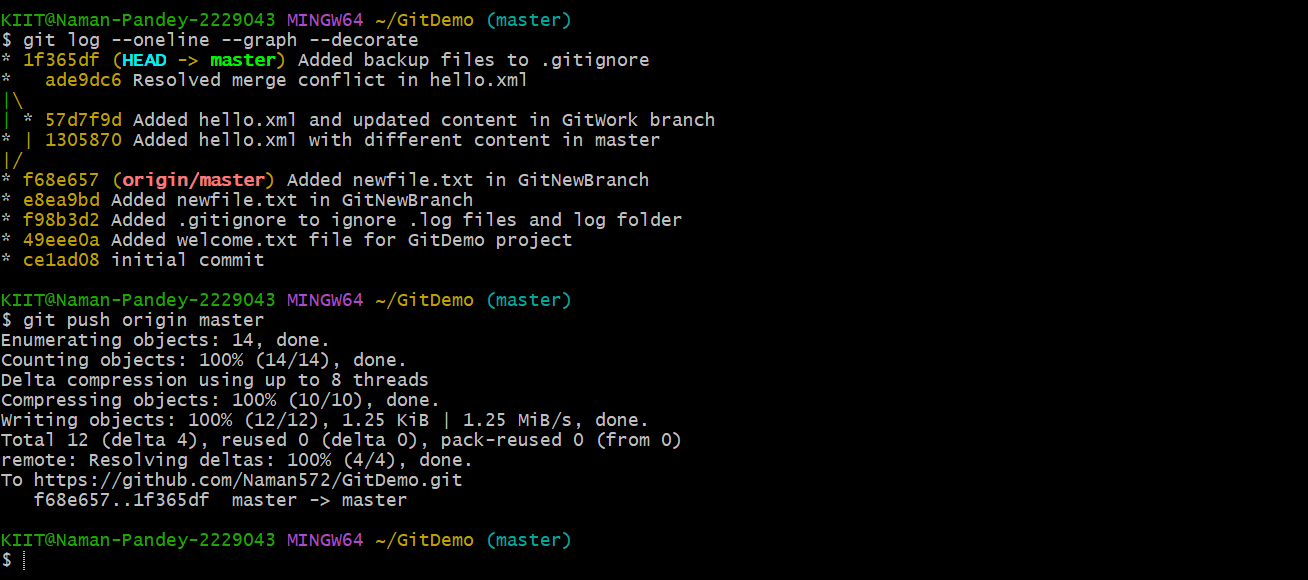 KIIT@Naman-Pandey-2229043 MINGW64 ~/GitDemo (master)
$ git log --oneline --graph --decorate
* 1f365df (HEAD -> master) Added backup files to .gitignore
*   ade9dc6 Resolved merge conflict in hello.xml
|\
| * 57d7f9d Added hello.xml and updated content in GitWork branch
* | 1305870 Added hello.xml with different content in master
|/
* f68e657 (origin/master) Added newfile.txt in GitNewBranch
* e8ea9bd Added newfile.txt in GitNewBranch
* f98b3d2 Added .gitignore to ignore .log files and log folder
* 49eee0a Added welcome.txt file for GitDemo project
* ce1ad08 initial commit

KIIT@Naman-Pandey-2229043 MINGW64 ~/GitDemo (master)
$ git push origin master
Enumerating objects: 14, done.
Counting objects: 100% (14/14), done.
Delta compression using up to 8 threads
Compressing objects: 100% (10/10), done.
Writing objects: 100% (12/12), 1.25 KiB | 1.25 MiB/s, done.
Total 12 (delta 4), reused 0 (delta 0), pack-reused 0 (from 0)
remote: Resolving deltas: 100% (4/4), done.
To https://github.com/Naman572/GitDemo.git
   f68e657..1f365df  master -> master

KIIT@Naman-Pandey-2229043 MINGW64 ~/GitDemo (master)
$